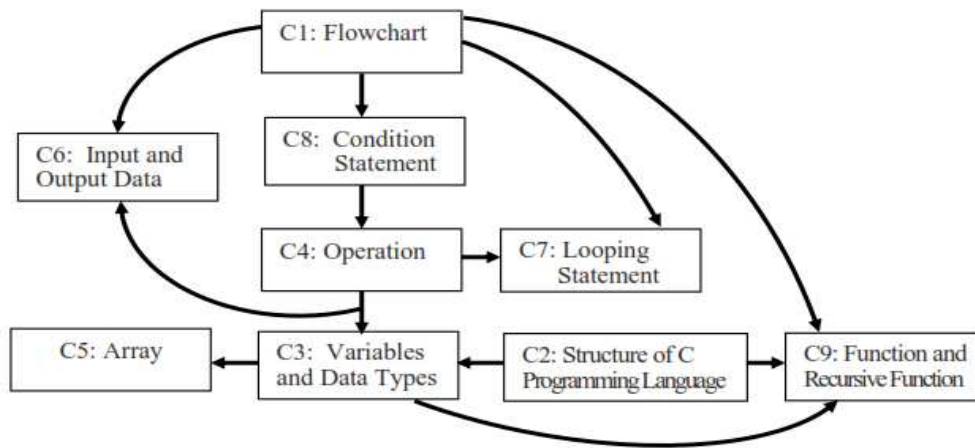 C1: Flowchart
C8: Condition
Statement
C6: Input and
Output Data
C4: Operation
C7: Looping
Statement
C5: Array
C3: Variables
and Data Types
C2: Structure of C
Programming Language
C9: Function and
Recursive Function